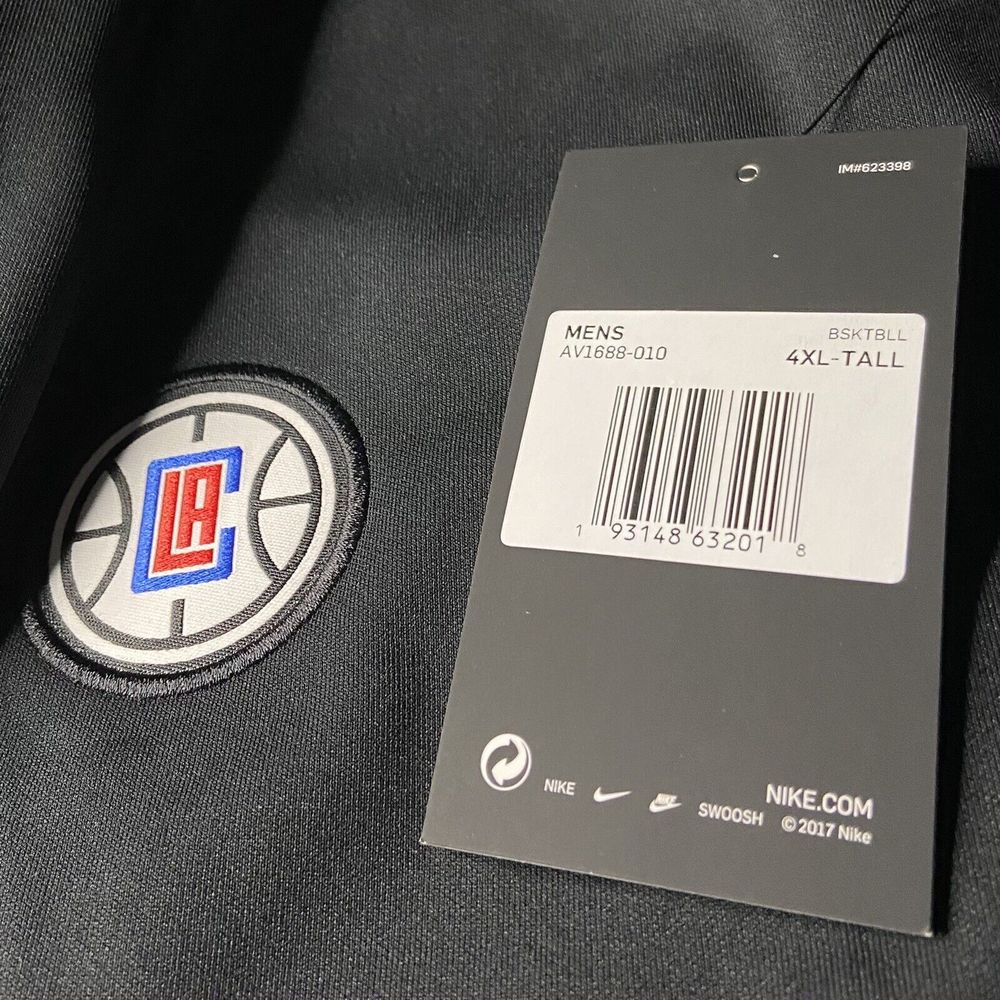 LA
C
IM#623398
MENS
BSKTBLL
AV1688-010
4XL-TALL
1 93148 63201 8
NIKE
NIKE
SWOOSH
NIKE.COM
© 2017 Nike